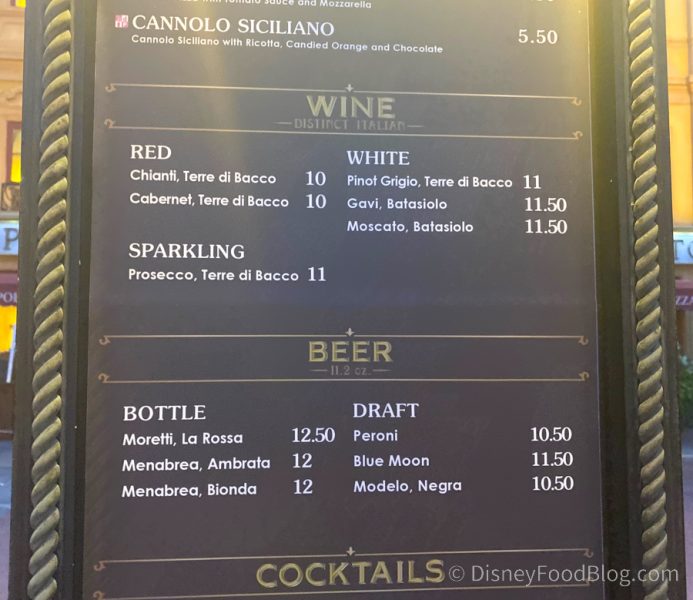 Tomato Sauce and Mozzarella
CANNOLO SICILIANO 5.50
Cannolo Siciliano with Ricotta, Candied Orange and Chocolate
WINE
DISTINCT ITALIAN
RED
Chianti, Terre di Bacco 10
Cabernet, Terre di Bacco 10
WHITE
Pinot Grigio, Terre di Bacco 11
Gavi, Batasiolo 11.50
Moscato, Batasiolo 11.50
SPARKLING
Prosecco, Terre di Bacco 11
BEER
11.2 oz.
BOTTLE
Moretti, La Rossa 12.50
Menabrea, Ambrata 12
Menabrea, Bionda 12
DRAFT
Peroni 10.50
Blue Moon 11.50
Modelo, Negra 10.50
COCKTAILS
© DisneyFoodBlog.com